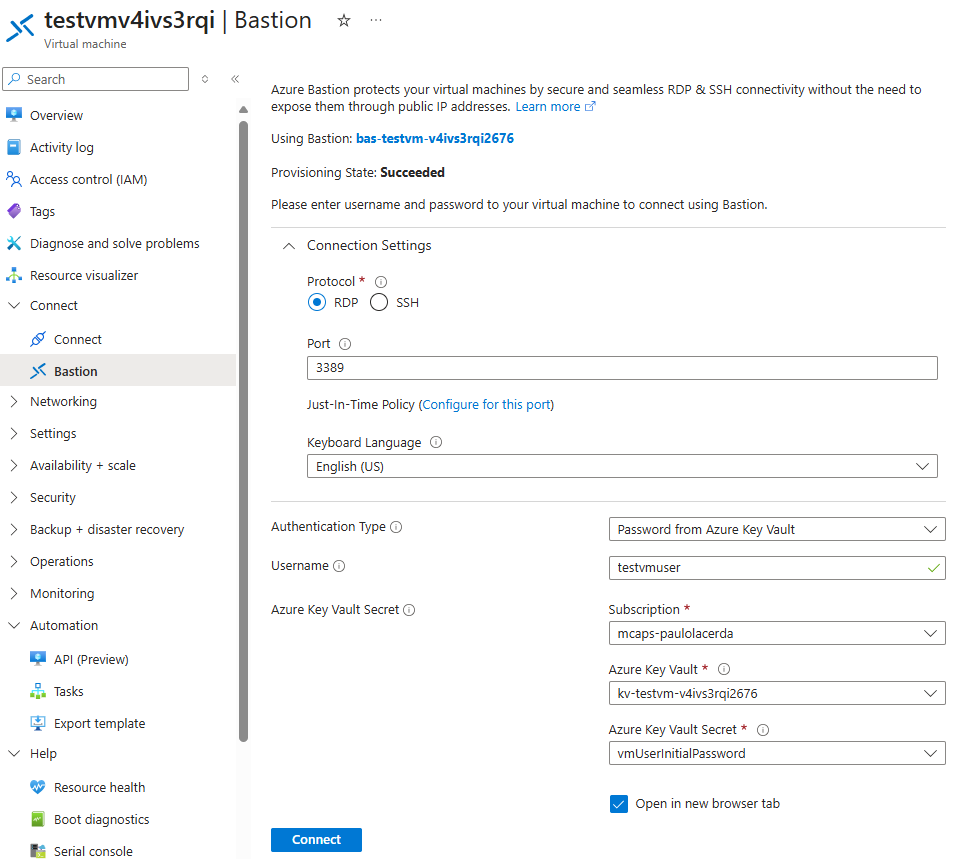 testvmv4ivs3rqi | Bastion
Virtual machine
Search
Overview
Activity log
Access control (IAM)
Tags
Diagnose and solve problems
Resource visualizer
Connect
Connect
Bastion
Networking
Settings
Availability + scale
Security
Backup + disaster recovery
Operations
Monitoring
Automation
API (Preview)
Tasks
Export template
Help
Resource health
Boot diagnostics
Serial console
Azure Bastion protects your virtual machines by secure and seamless RDP & SSH connectivity without the need to
expose them through public IP addresses. Learn more
Using Bastion: bas-testvm-v4ivs3rqi2676
Provisioning State: Succeeded
Please enter username and password to your virtual machine to connect using Bastion.
Connection Settings
Protocol *
RDP SSH
Port
3389
Just-In-Time Policy (Configure for this port)
Keyboard Language
English (US)
Authentication Type
Password from Azure Key Vault
Username
testvmuser
Azure Key Vault Secret
Subscription *
mcaps-paulolacerda
Azure Key Vault *
kv-testvm-v4ivs3rqi2676
Azure Key Vault Secret *
vmUserInitialPassword
Open in new browser tab
Connect